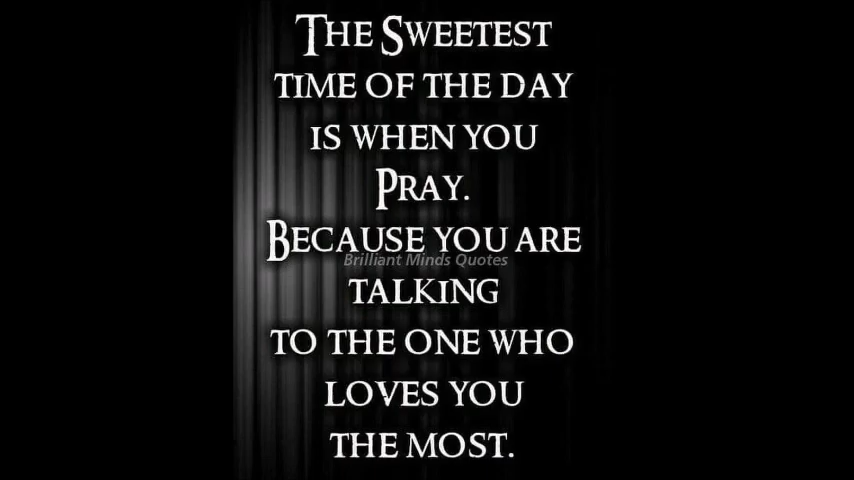 The Sweetest
time of the day
is when you
Pray.
Because you are
Brilliant Minds Quotes
talking
to the one who
loves you
the most.